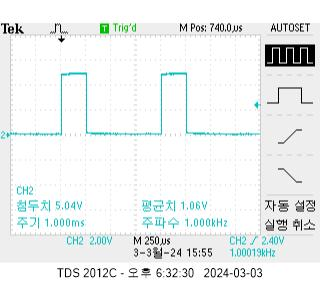 Tek Trig'd M Pos: 740.0µs AUTOSET
2
CH2
첨두치 5.04V 평균치 1.06V
주기 1.000ms 주파수 1.000kHz
자동 설정
실행 취소
CH2 2.00V M 250µs CH2 / 2.40V
3-3월-24 15:55 1.00019kHz
TDS 2012C - 오후 6:32:30 2024-03-03